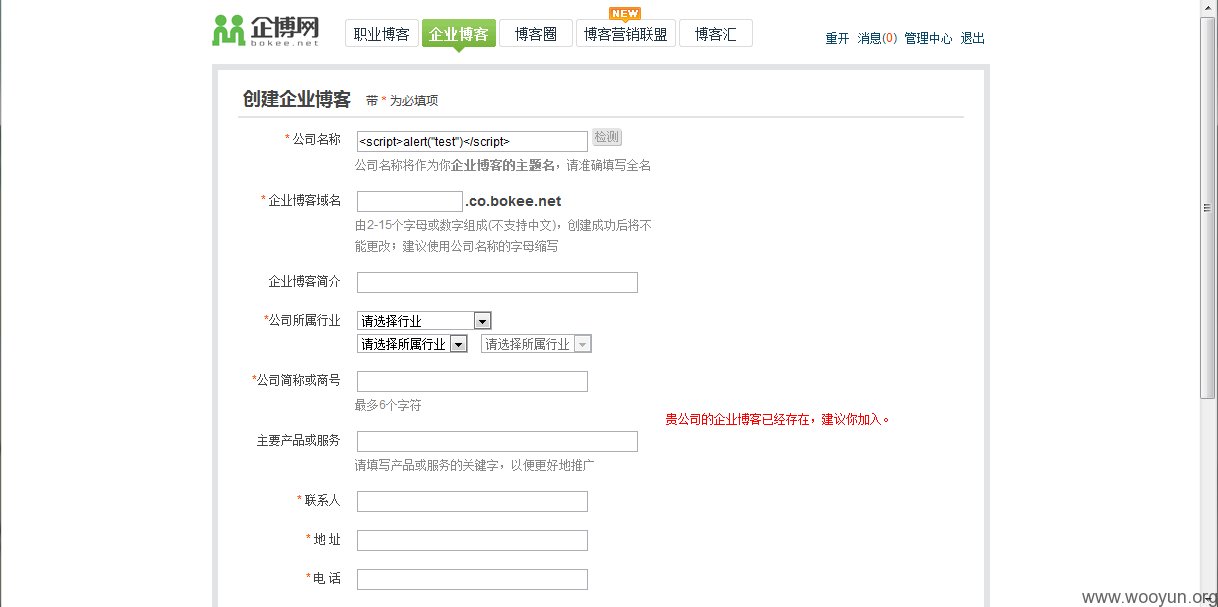 企博网
bokee.net
职业博客 企业博客 博客圈 博客营销联盟 NEW 博客汇
重开 消息(0) 管理中心 退出
创建企业博客 带 * 为必填项
* 公司名称 <script>alert("test")</script> 检测
公司名称将作为你企业博客的主题名，请准确填写全名
* 企业博客域名 .co.bokee.net
由2-15个字母或数字组成(不支持中文)，创建成功后将不
能更改；建议使用公司名称的字母缩写
企业博客简介
*公司所属行业 请选择行业
请选择所属行业 请选择所属行业
*公司简称或商号
最多6个字符
贵公司的企业博客已经存在，建议你加入。
主要产品或服务
请填写产品或服务的关键字，以便更好地推广
* 联系人
* 地 址
* 电 话
www.wooyun.org